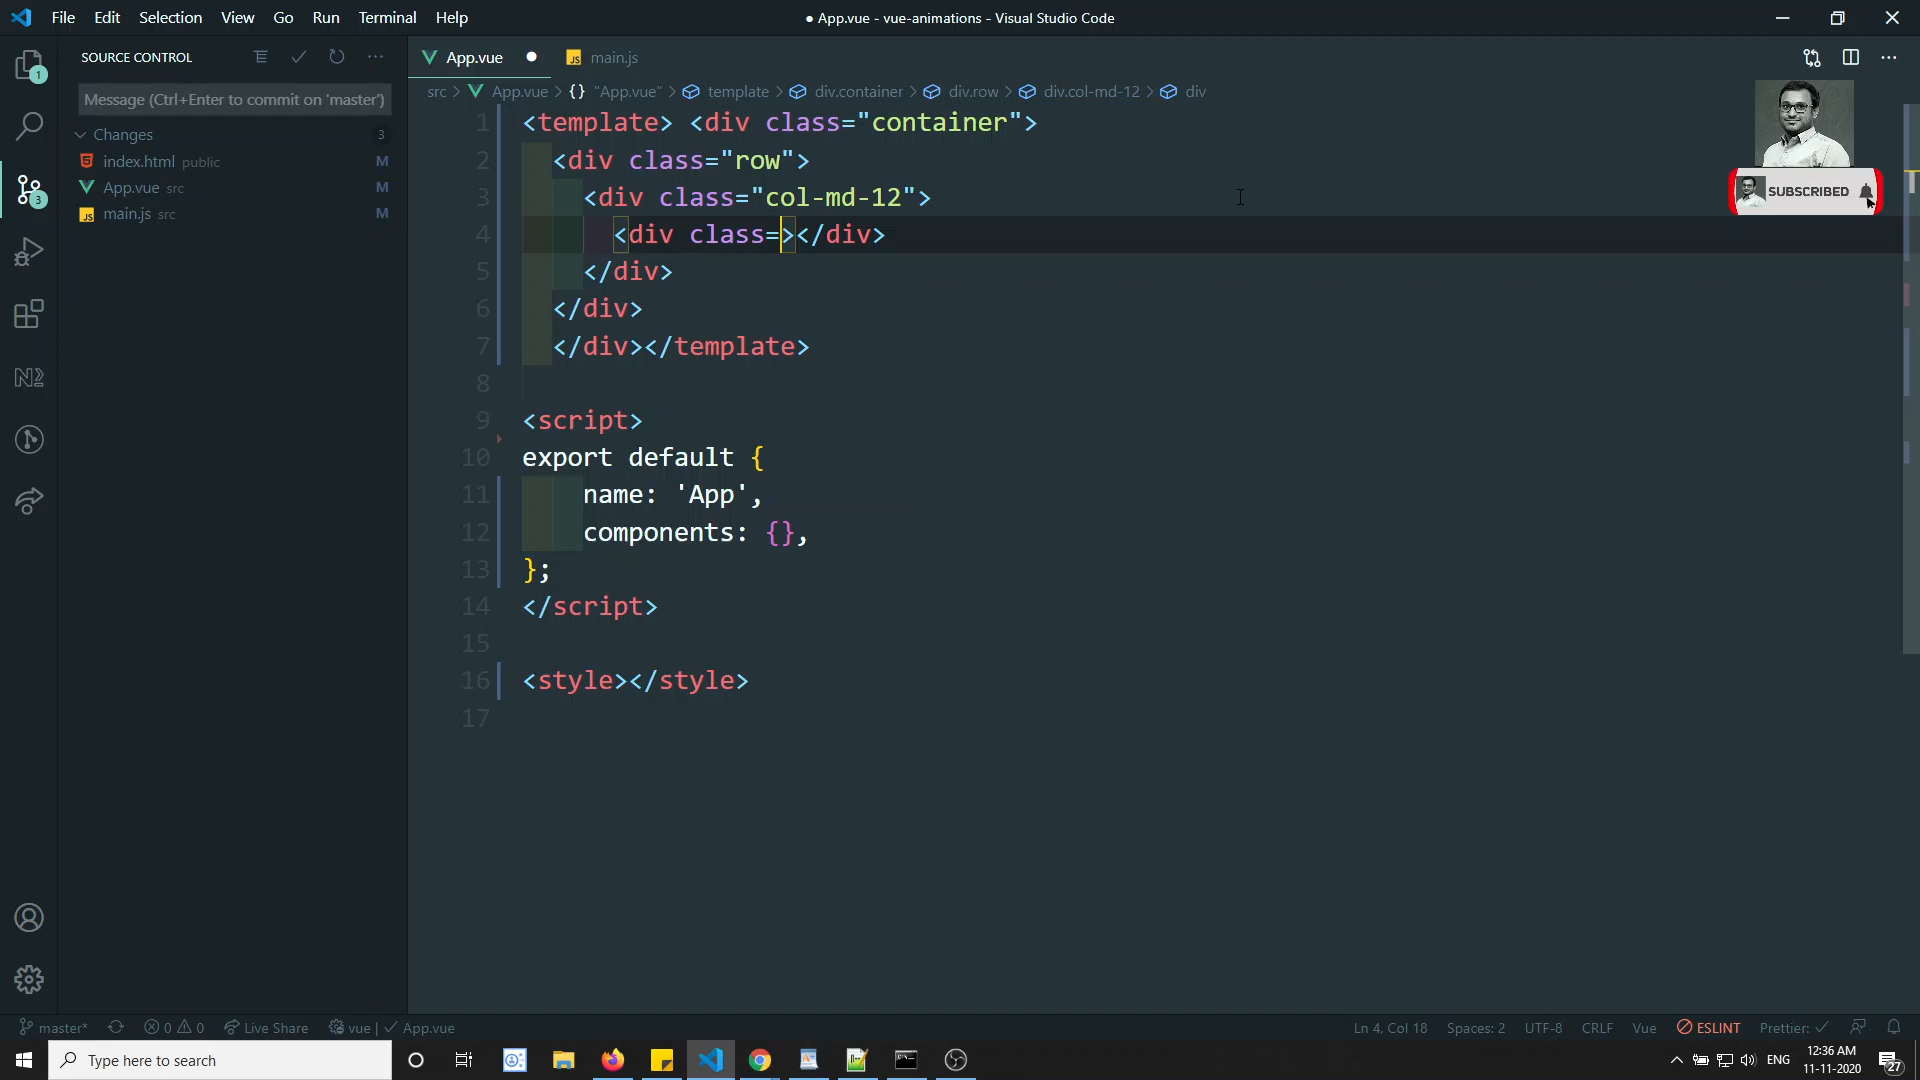 File Edit Selection View Go Run Terminal Help
● App.vue - vue-animations - Visual Studio Code
SOURCE CONTROL
Message (Ctrl+Enter to commit on 'master')
Changes 3
index.html public M
App.vue src M
JS main.js src M
1
3
App.vue ●
JS main.js
src > App.vue > {} "App.vue" > template > div.container > div.row > div.col-md-12 > div
1 <template> <div class="container">
2 <div class="row">
3 <div class="col-md-12">
4 <div class=></div>
5 </div>
6 </div>
7 </div></template>
8
9 <script>
10 export default {
11 name: 'App',
12 components: {},
13 };
14 </script>
15
16 <style></style>
17
SUBSCRIBED
master* 0 0 Live Share vue | ✓ App.vue
Ln 4, Col 18 Spaces: 2 UTF-8 CRLF Vue ESLINT Prettier: ✓
Type here to search
ENG
12:36 AM
11-11-2020
27